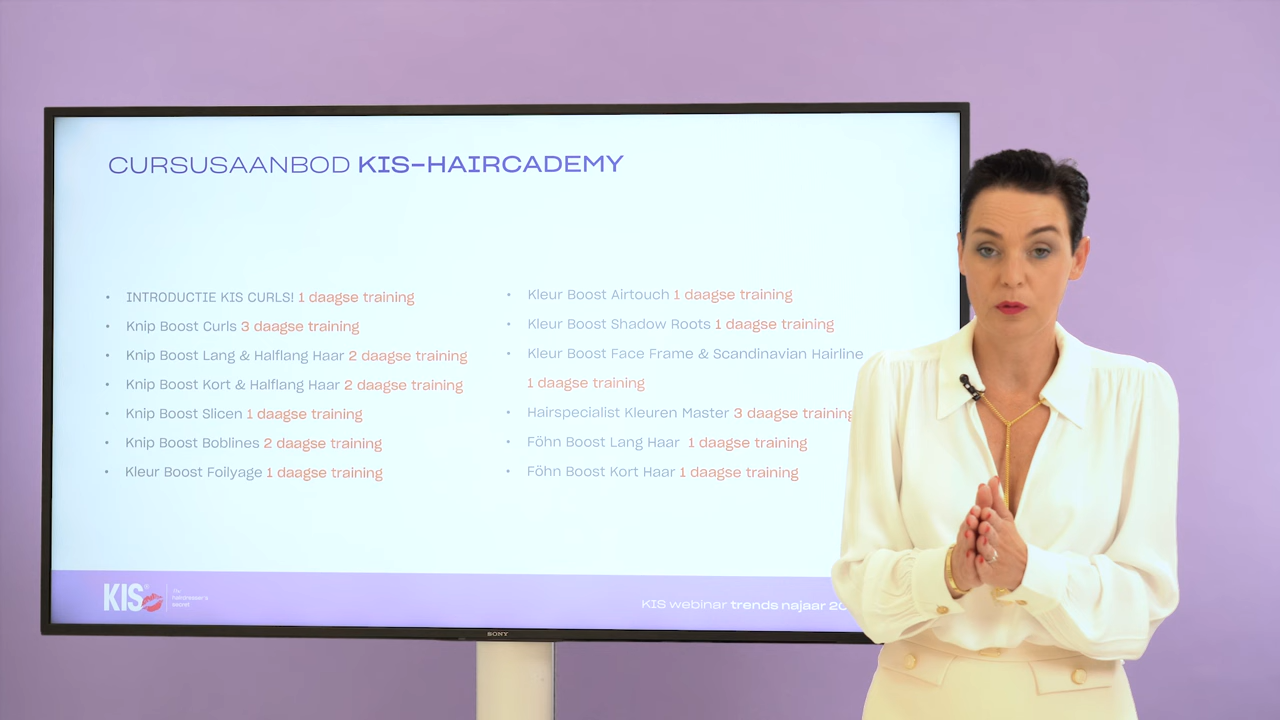 CURSUSAANBOD KIS-HAIRCADEMY
• INTRODUCTIE KIS CURLS! 1 daagse training
• Knip Boost Curls 3 daagse training
• Knip Boost Lang & Halflang Haar 2 daagse training
• Knip Boost Kort & Halflang Haar 2 daagse training
• Knip Boost Slicen 1 daagse training
• Knip Boost Boblines 2 daagse training
• Kleur Boost Foilyage 1 daagse training
• Kleur Boost Airtouch 1 daagse training
• Kleur Boost Shadow Roots 1 daagse training
• Kleur Boost Face Frame & Scandinavian Hairline
1 daagse training
• Hairspecialist Kleuren Master 3 daagse training
• Föhn Boost Lang Haar 1 daagse training
• Föhn Boost Kort Haar 1 daagse training
KIS
the
hairdresser's
secret
KIS webinar trends najaar
SONY